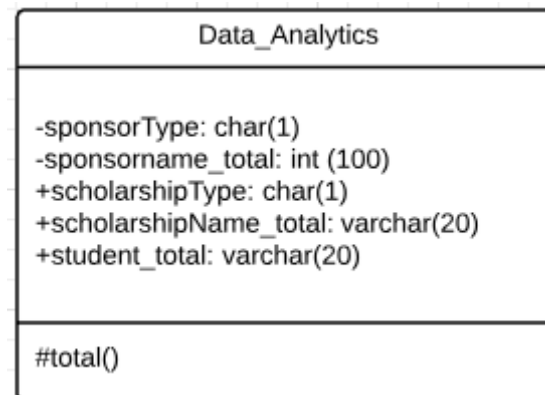 Data_Analytics
-sponsorType: char(1)
-sponsorname_total: int (100)
+scholarshipType: char(1)
+scholarshipName_total: varchar(20)
+student_total: varchar(20)
#total()